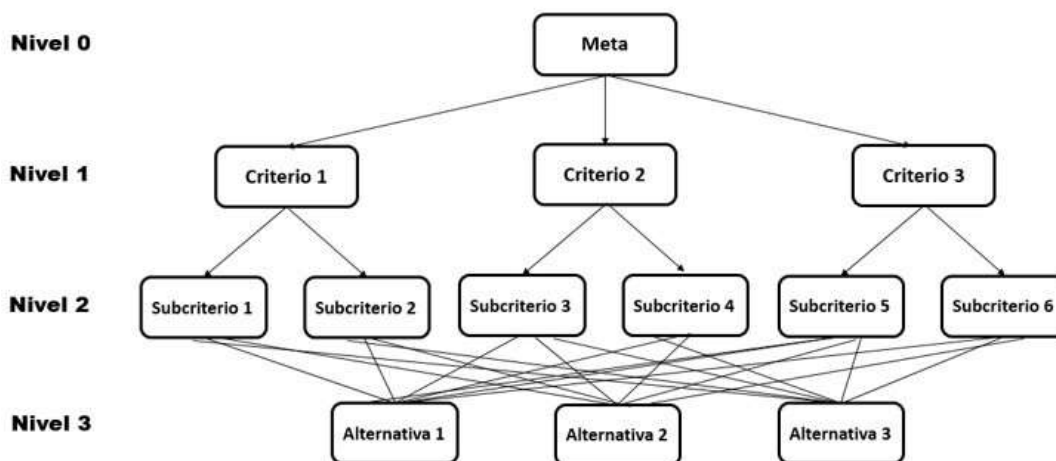 Nivel 0
Meta
Nivel 1
Criterio 1
Criterio 2
Criterio 3
Nivel 2
Subcriterio 1
Subcriterio 2
Subcriterio 3
Subcriterio 4
Subcriterio 5
Subcriterio 6
Nivel 3
Alternativa 1
Alternativa 2
Alternativa 3